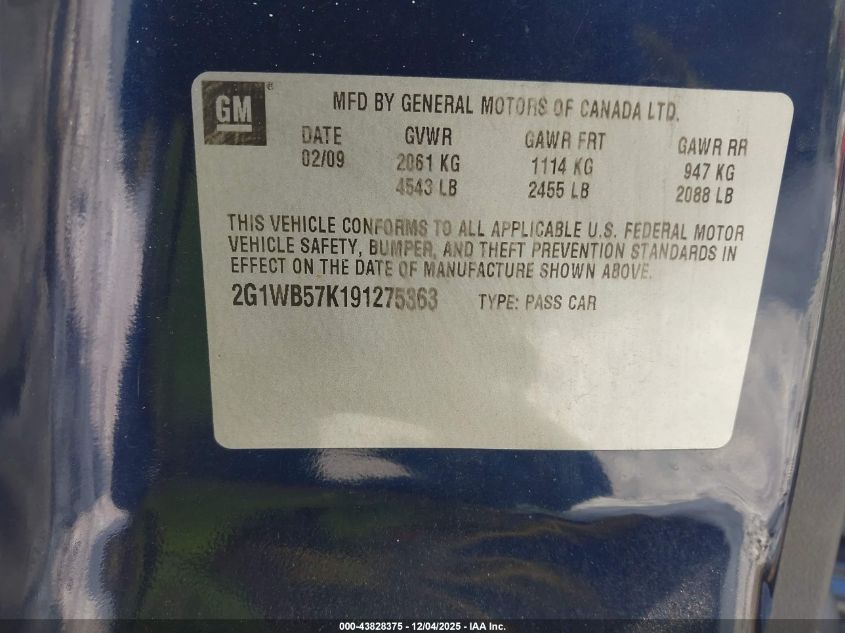 GM ® MFD BY GENERAL MOTORS OF CANADA LTD.
DATE GVWR GAWR FRT GAWR RR
02/09 2061 KG 1114 KG 947 KG
4543 LB 2455 LB 2088 LB
THIS VEHICLE CONFORMS TO ALL APPLICABLE U.S. FEDERAL MOTOR
VEHICLE SAFETY, BUMPER, AND THEFT PREVENTION STANDARDS IN
EFFECT ON THE DATE OF MANUFACTURE SHOWN ABOVE.
2G1WB57K191275363 TYPE: PASS CAR
000-43828375 - 12/04/2025 - IAA Inc.